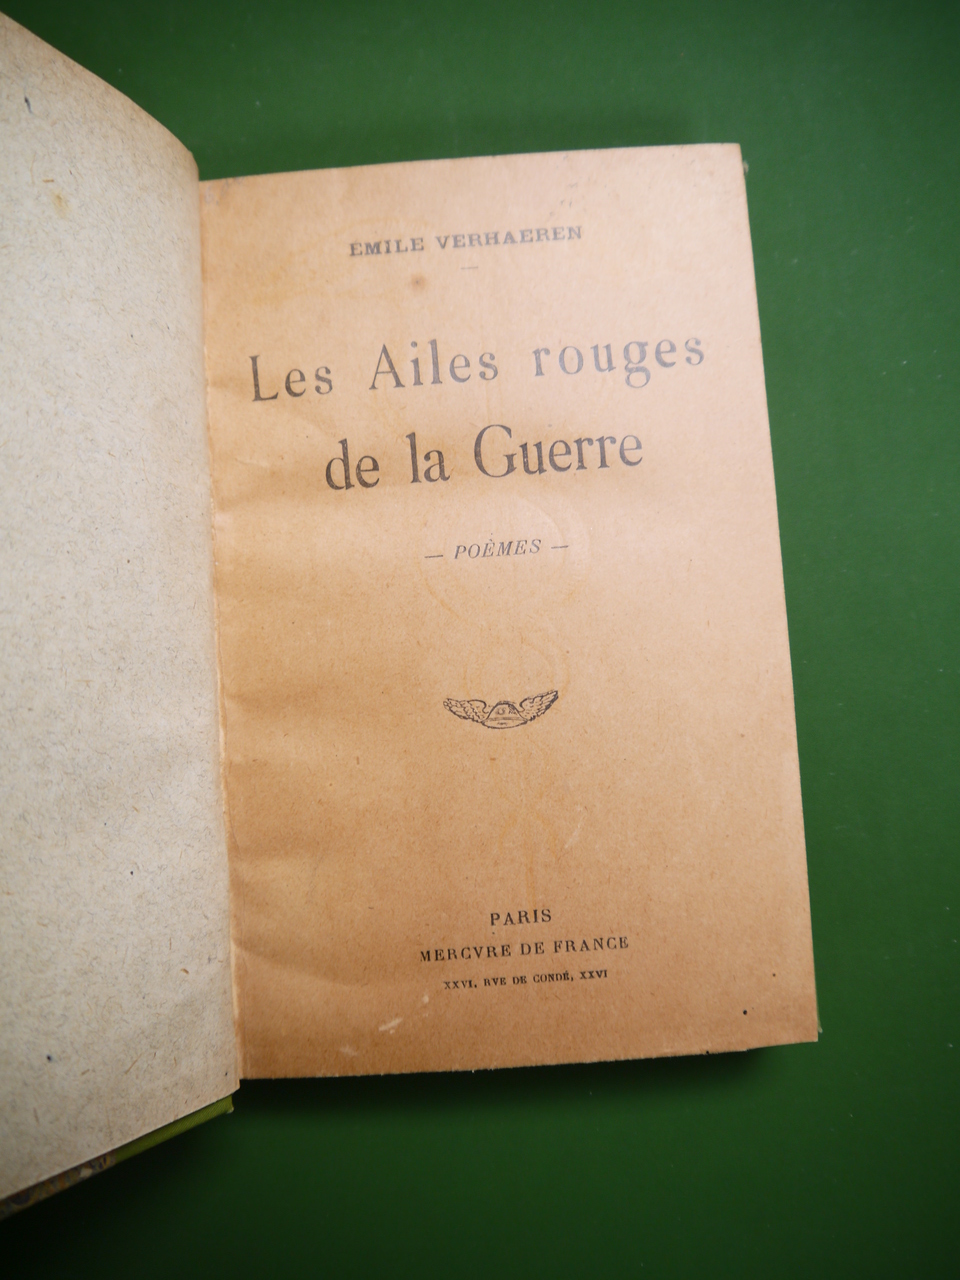 EMILE VERHAEREN
Les Ailes rouges
de la Guerre
— POÈMES —
PARIS
MERCVRE DE FRANCE
XXVI, RVE DE CONDÉ, XXVI